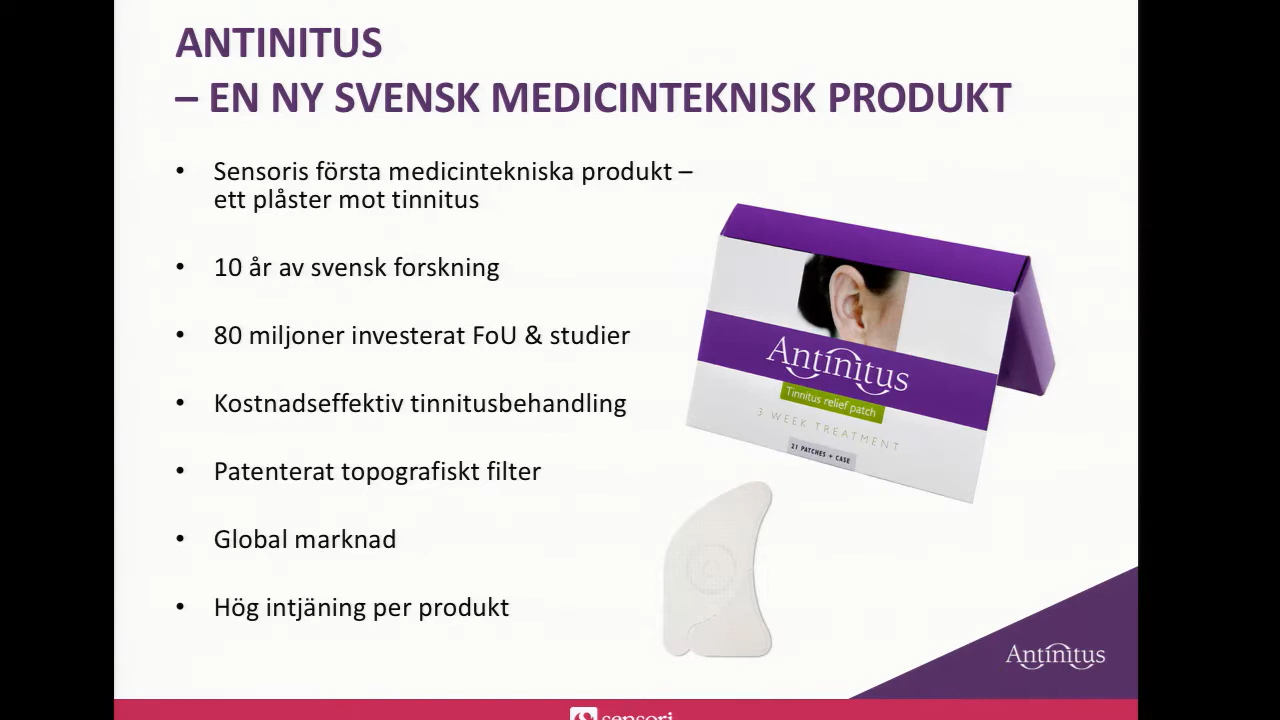 ANTINITUS
– EN NY SVENSK MEDICINTEKNISK PRODUKT
• Sensoris första medicintekniska produkt –
ett plåster mot tinnitus
• 10 år av svensk forskning
• 80 miljoner investerat FoU & studier
• Kostnadseffektiv tinnitusbehandling
• Patenterat topografiskt filter
• Global marknad
• Hög intjäning per produkt
Antinitus
Tinnitus relief patch
3 WEEK TREATMENT
21 PATCHES + CASE
Antinitus
sensori